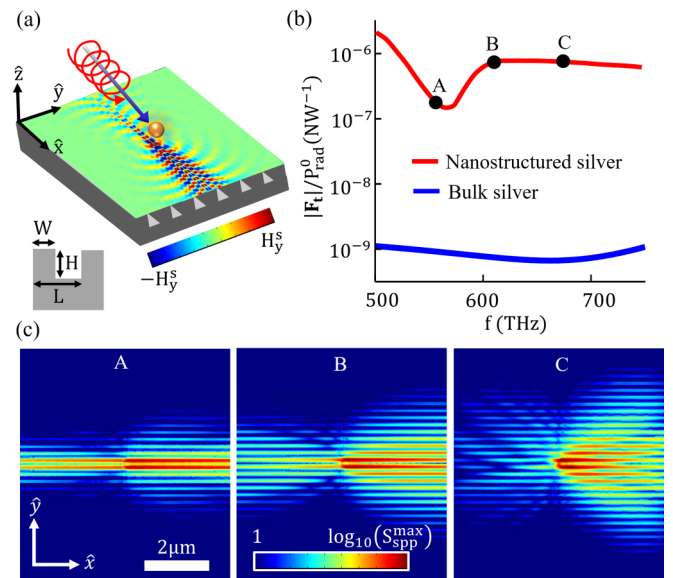 (a)
ẑ
ŷ
x̂
−H_y^s
H_y^s
W
H
L
(b)
|F_t|/P_rad^0 (NW^−1)
10^−6
10^−7
10^−8
10^−9
A
B
C
Nanostructured silver
Bulk silver
500
600
700
f (THz)
(c)
A
B
C
ŷ
x̂
2μm
1
log_10(S_spp^max)